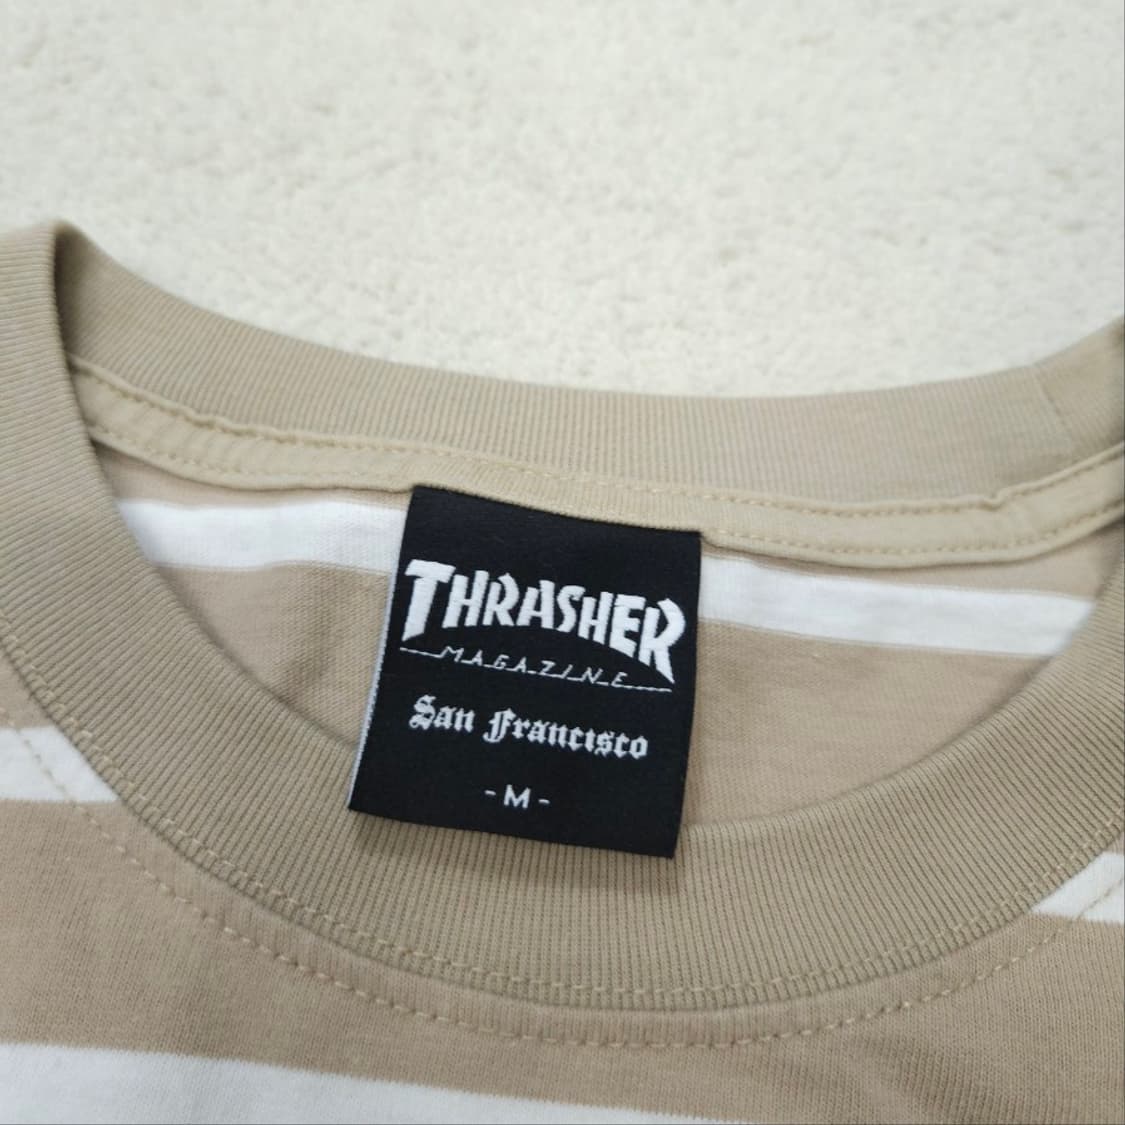 THRASHER
MAGAZINE
San Francisco
- M -